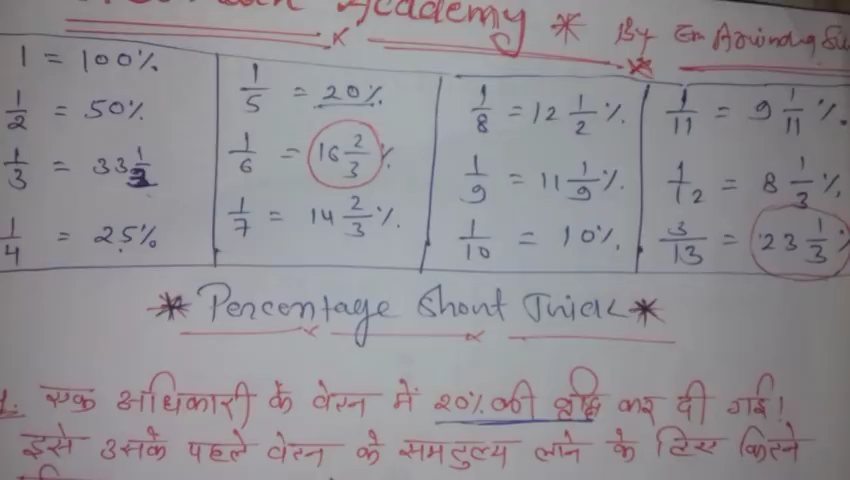 Academy * By Er Arvindra
1 = 100%
1/2 = 50%
1/3 = 33 1/3
1/4 = 25%
1/5 = 20%
1/6 = 16 2/3 %
1/7 = 14 2/3 %
1/8 = 12 1/2 %
1/9 = 11 1/9 %
1/10 = 10%
1/11 = 9 1/11 %
1/12 = 8 1/3 %
3/13 = 23 1/3 %
* Percentage Short Trick *
एक अधिकारी के वेतन में 20% की वृद्धि कर दी गई!
इसे उसके पहले वेतन के समतुल्य लाने के लिए कितने